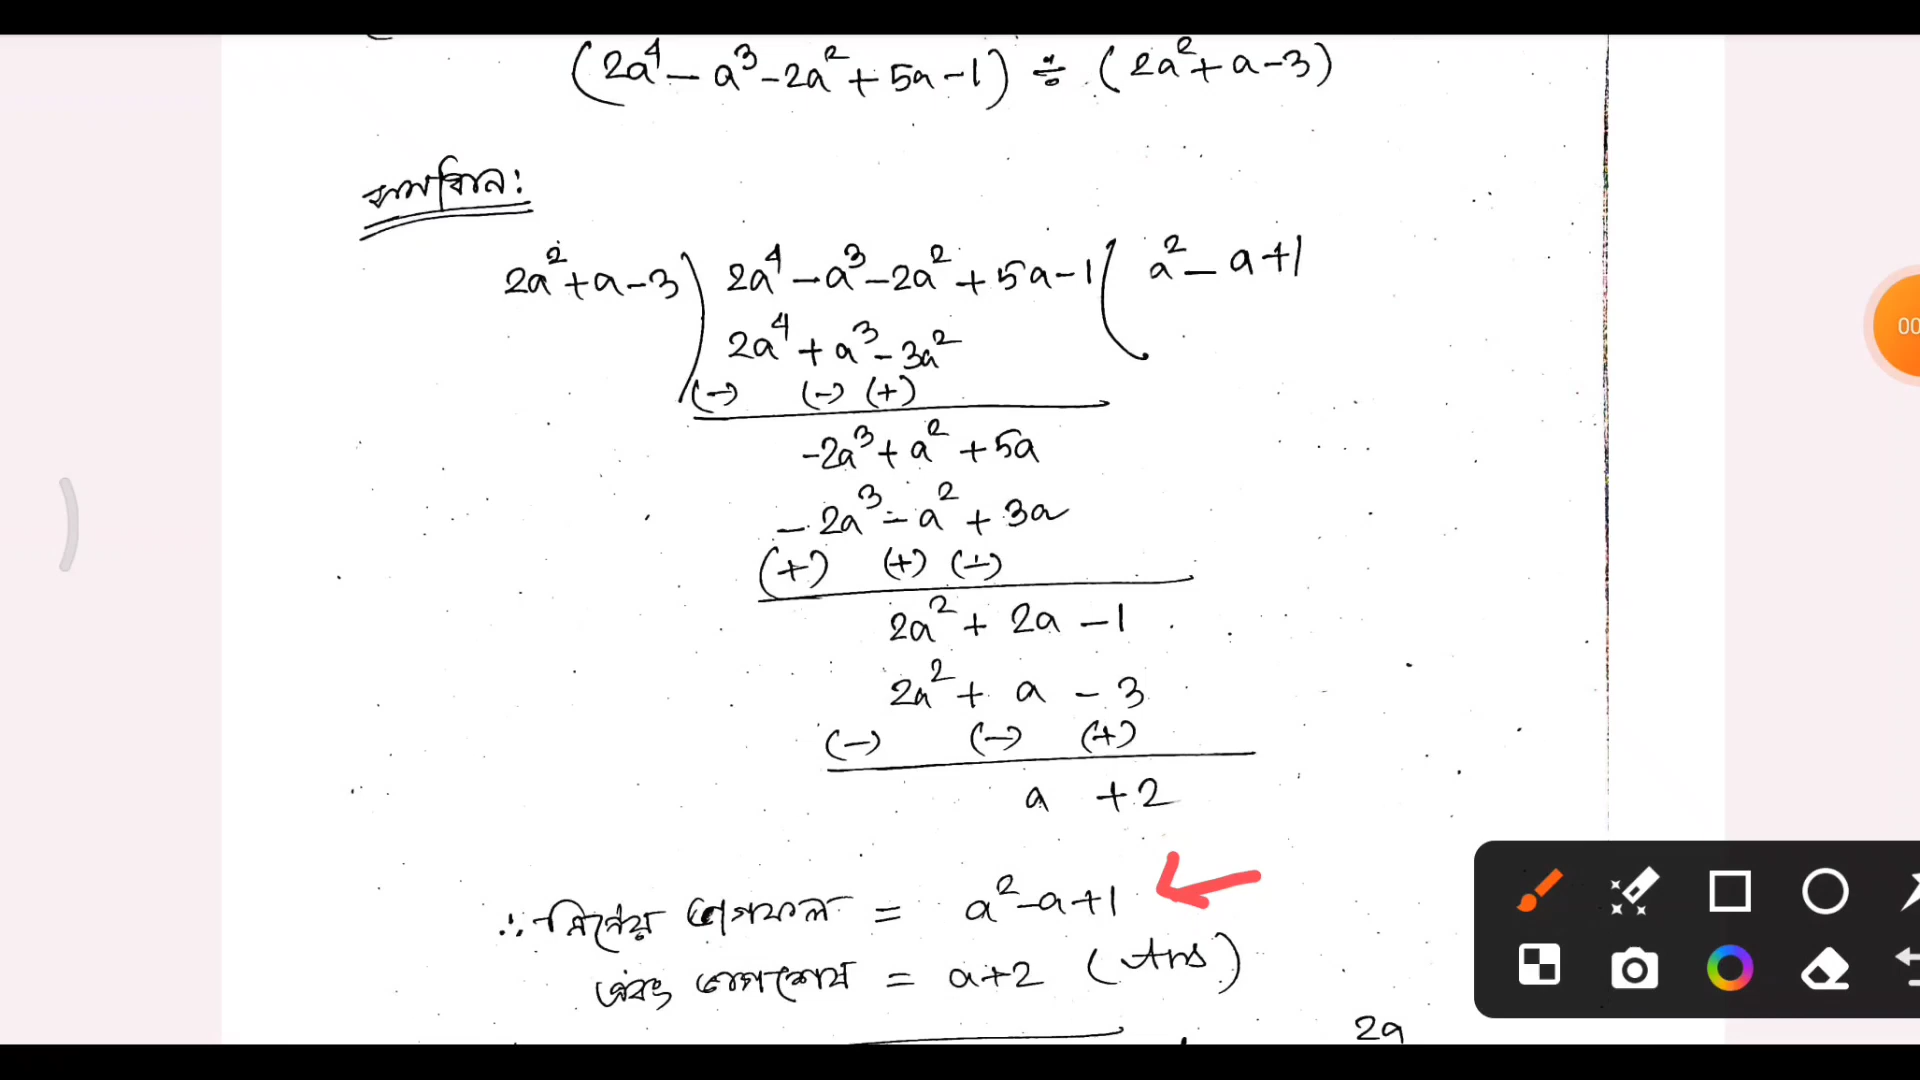 (2a⁴ – a³ – 2a² + 5a – 1) ÷ (2a² + a – 3)
সমাধান:
2a² + a – 3 ) 2a⁴ – a³ – 2a² + 5a – 1 ( a² – a + 1
2a⁴ + a³ – 3a²
(–) (–) (+)
-2a³ + a² + 5a
– 2a³ – a² + 3a
(+) (+) (–)
2a² + 2a – 1
2a² + a – 3
(–) (–) (+)
a + 2
∴ নির্ণেয় ভাগফল = a² – a + 1
এবং ভাগশেষ = a + 2 (Ans)
2a
00